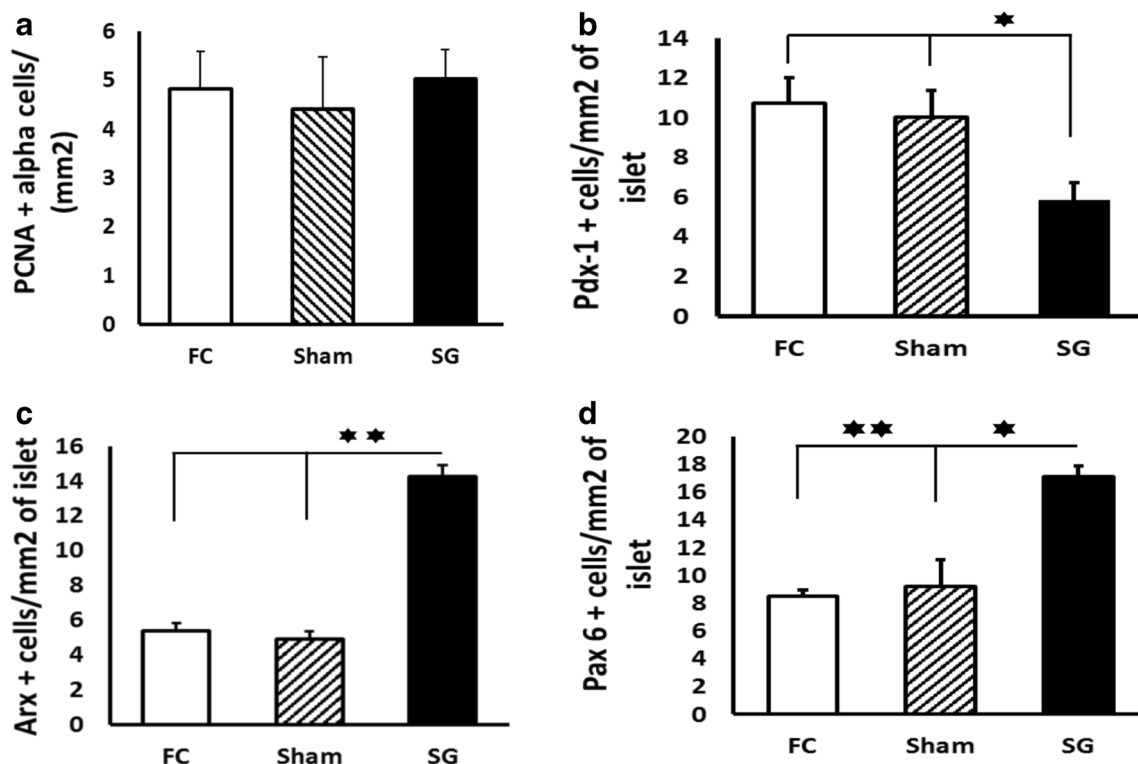 a
PCNA + alpha cells/
(mm2)
6
5
4
3
2
1
0
FC Sham SG
b
Pdx-1 + cells/mm2 of
islet
14
12
10
8
6
4
2
0
FC Sham SG
c
Arx + cells/mm2 of islet
16
14
12
10
8
6
4
2
0
FC Sham SG
d
Pax 6 + cells/mm2 of
islet
20
18
16
14
12
10
8
6
4
2
0
FC Sham SG